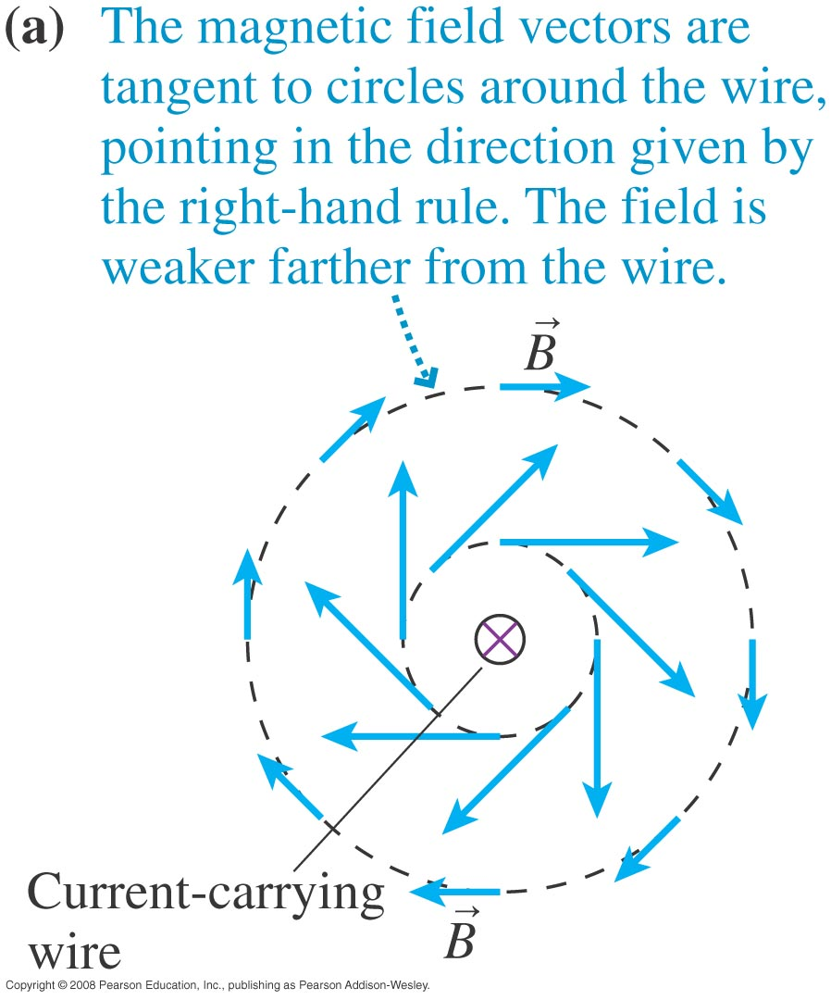 (a) The magnetic field vectors are
tangent to circles around the wire,
pointing in the direction given by
the right-hand rule. The field is
weaker farther from the wire.
B
Current-carrying
wire
B
Copyright © 2008 Pearson Education, Inc., publishing as Pearson Addison-Wesley.